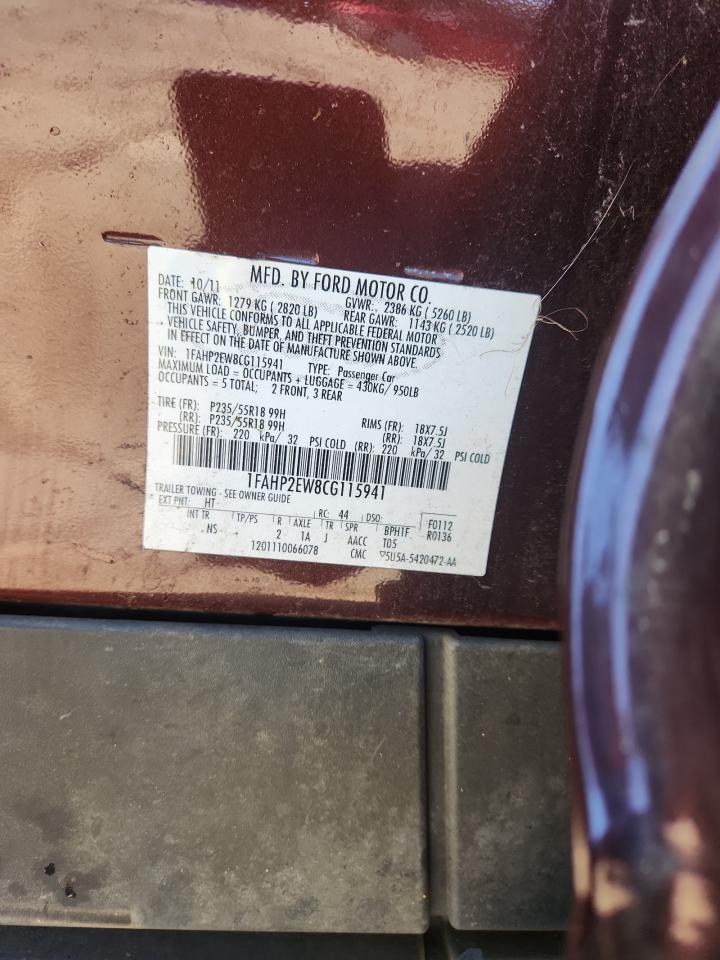 MFD. BY FORD MOTOR CO.
DATE: 10/11 GVWR: 2386 KG ( 5260 LB)
FRONT GAWR: 1279 KG ( 2820 LB) REAR GAWR: 1143 KG ( 2520 LB)
THIS VEHICLE CONFORMS TO ALL APPLICABLE FEDERAL MOTOR
VEHICLE SAFETY, BUMPER, AND THEFT PREVENTION STANDARDS
IN EFFECT ON THE DATE OF MANUFACTURE SHOWN ABOVE.
VIN: 1FAHP2EW8CG115941 TYPE: Passenger Car
MAXIMUM LOAD = OCCUPANTS + LUGGAGE = 430KG/ 950LB
OCCUPANTS = 5 TOTAL; 2 FRONT, 3 REAR
TIRE (FR): P235/55R18 99H RIMS (FR): 18X7.5J
(RR): P235/55R18 99H (RR): 18X7.5J
PRESSURE (FR): 220 kPa/ 32 PSI COLD (RR): 220 kPa/ 32 PSI COLD
1FAHP2EW8CG115941
TRAILER TOWING - SEE OWNER GUIDE
EXT PNT: HT RC: 44 DSO: F0112
INT TR TP/PS R AXLE TR SPR BPH1F R0136
NS 2 1A J AACC T05
1201110066078 CMC ▽5U5A-5420472-AA